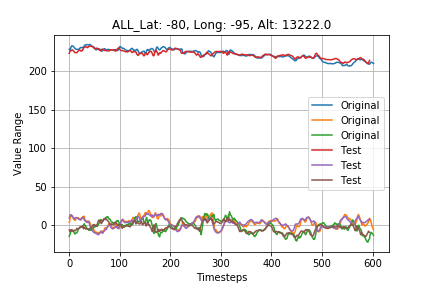 ALL_Lat: -80, Long: -95, Alt: 13222.0
Value Range
200
150
100
50
0
Original
Original
Original
Test
Test
Test
0 100 200 300 400 500 600
Timesteps